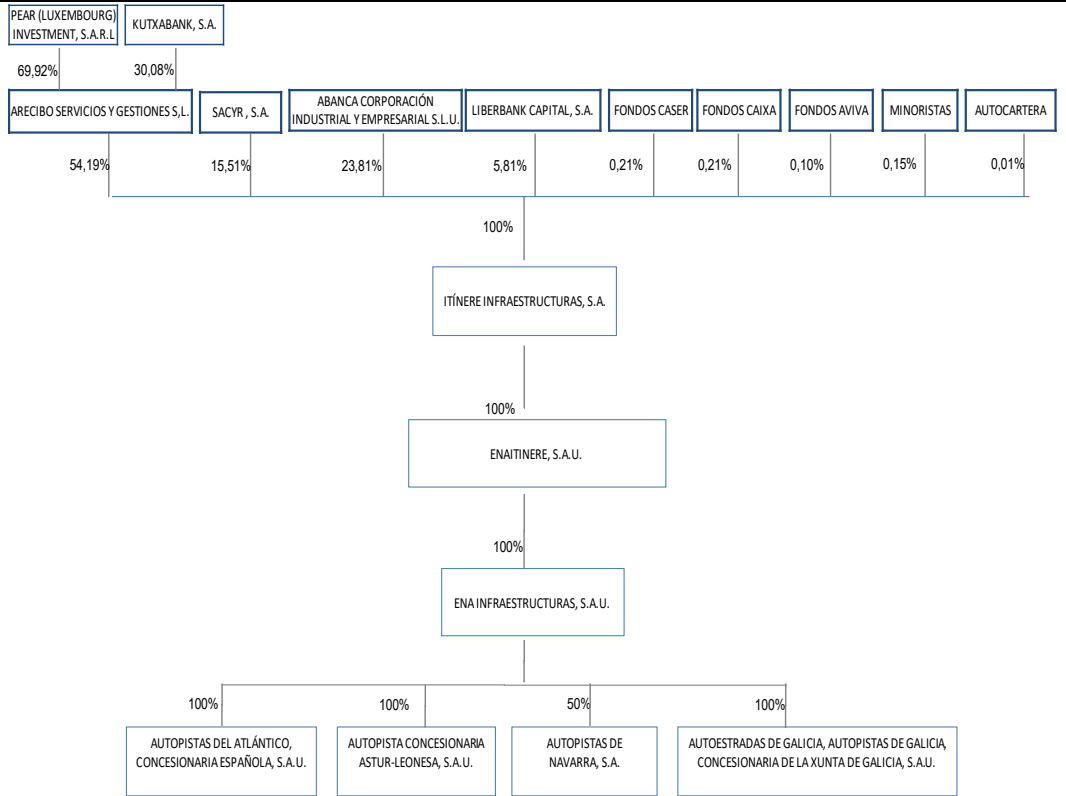 PEAR (LUXEMBOURG)
INVESTMENT, S.A.R.L
KUTXABANK, S.A.
69,92%
30,08%
ARECIBO SERVICIOS Y GESTIONES S,L.
SACYR , S.A.
ABANCA CORPORACIÓN
INDUSTRIAL Y EMPRESARIAL S.L.U.
LIBERBANK CAPITAL, S.A.
FONDOS CASER
FONDOS CAIXA
FONDOS AVIVA
MINORISTAS
AUTOCARTERA
54,19%
15,51%
23,81%
5,81%
0,21%
0,21%
0,10%
0,15%
0,01%
100%
ITÍNERE INFRAESTRUCTURAS, S.A.
100%
ENAITINERE, S.A.U.
100%
ENA INFRAESTRUCTURAS, S.A.U.
100%
100%
50%
100%
AUTOPISTAS DEL ATLÁNTICO,
CONCESIONARIA ESPAÑOLA, S.A.U.
AUTOPISTA CONCESIONARIA
ASTUR-LEONESA, S.A.U.
AUTOPISTAS DE
NAVARRA, S.A.
AUTOESTRADAS DE GALICIA, AUTOPISTAS DE GALICIA,
CONCESIONARIA DE LA XUNTA DE GALICIA, S.A.U.